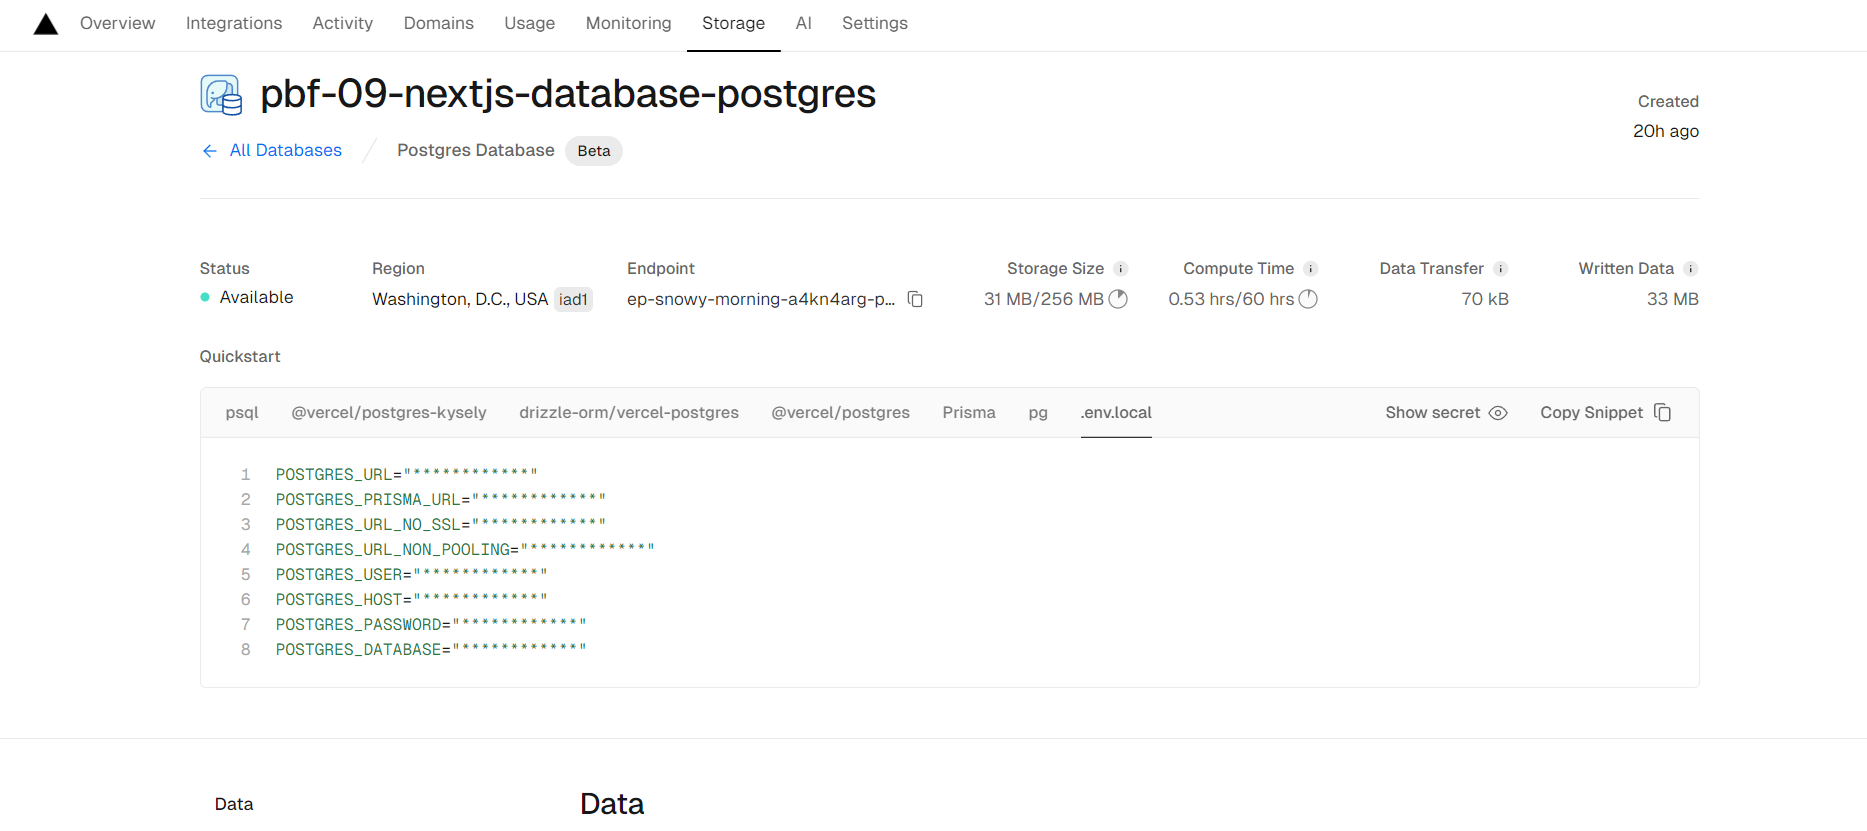 Overview Integrations Activity Domains Usage Monitoring Storage AI Settings
pbf-09-nextjs-database-postgres
Created
20h ago
← All Databases / Postgres Database Beta
Status Region Endpoint Storage Size i Compute Time i Data Transfer i Written Data i
Available Washington, D.C., USA iad1 ep-snowy-morning-a4kn4arg-p... 31 MB/256 MB 0.53 hrs/60 hrs 70 kB 33 MB
Quickstart
psql @vercel/postgres-kysely drizzle-orm/vercel-postgres @vercel/postgres Prisma pg .env.local Show secret Copy Snippet
1 POSTGRES_URL="************"
2 POSTGRES_PRISMA_URL="************"
3 POSTGRES_URL_NO_SSL="************"
4 POSTGRES_URL_NON_POOLING="************"
5 POSTGRES_USER="************"
6 POSTGRES_HOST="************"
7 POSTGRES_PASSWORD="************"
8 POSTGRES_DATABASE="************"
Data Data